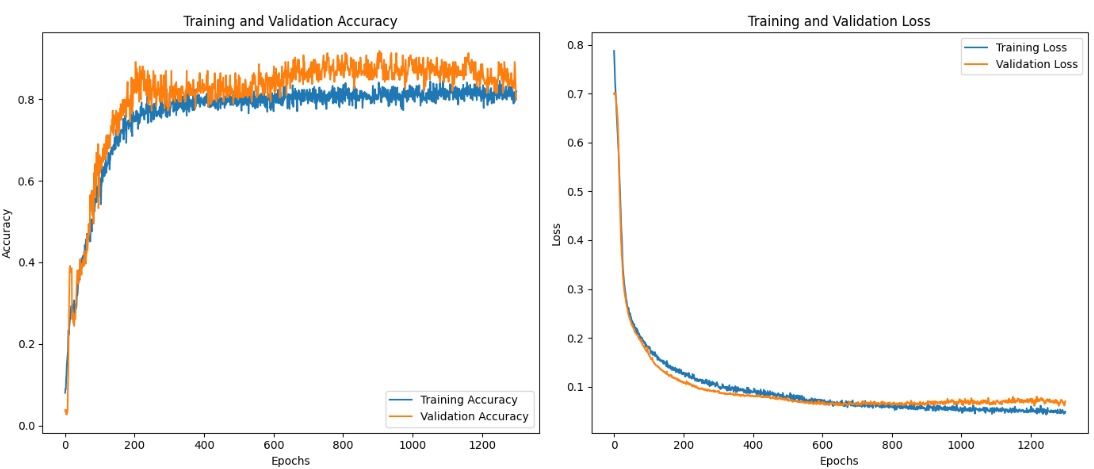 Training and Validation Accuracy
Accuracy
0.8
0.6
0.4
0.2
0.0
0
200
400
600
800
1000
1200
Epochs
Training Accuracy
Validation Accuracy
Training and Validation Loss
Loss
0.8
0.7
0.6
0.5
0.4
0.3
0.2
0.1
0
200
400
600
800
1000
1200
Epochs
Training Loss
Validation Loss